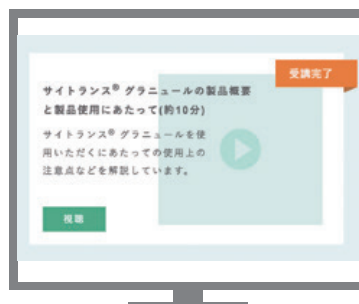 受講完了
サイトランス® グラニュールの製品概要
と製品使用にあたって(約10分)
サイトランス® グラニュールを使
用いただくにあたっての使用上の
注意点などを解説しています。
視聴